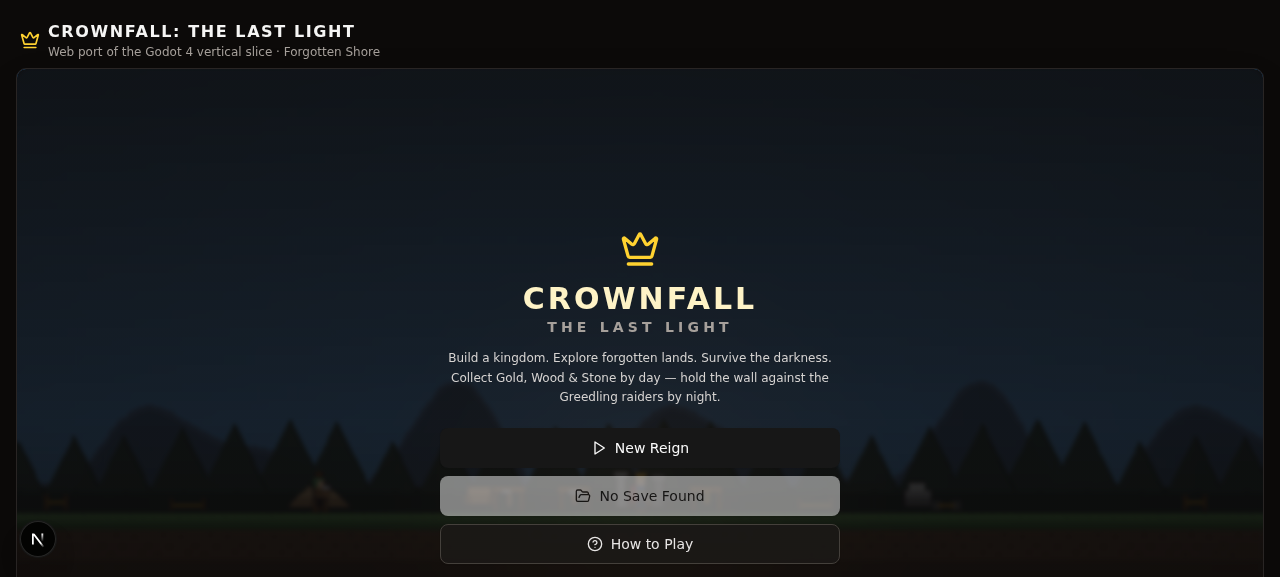 CROWNFALL: THE LAST LIGHT
Web port of the Godot 4 vertical slice · Forgotten Shore
CROWNFALL
THE LAST LIGHT
Build a kingdom. Explore forgotten lands. Survive the darkness.
Collect Gold, Wood & Stone by day — hold the wall against the
Greedling raiders by night.
New Reign
No Save Found
How to Play
N